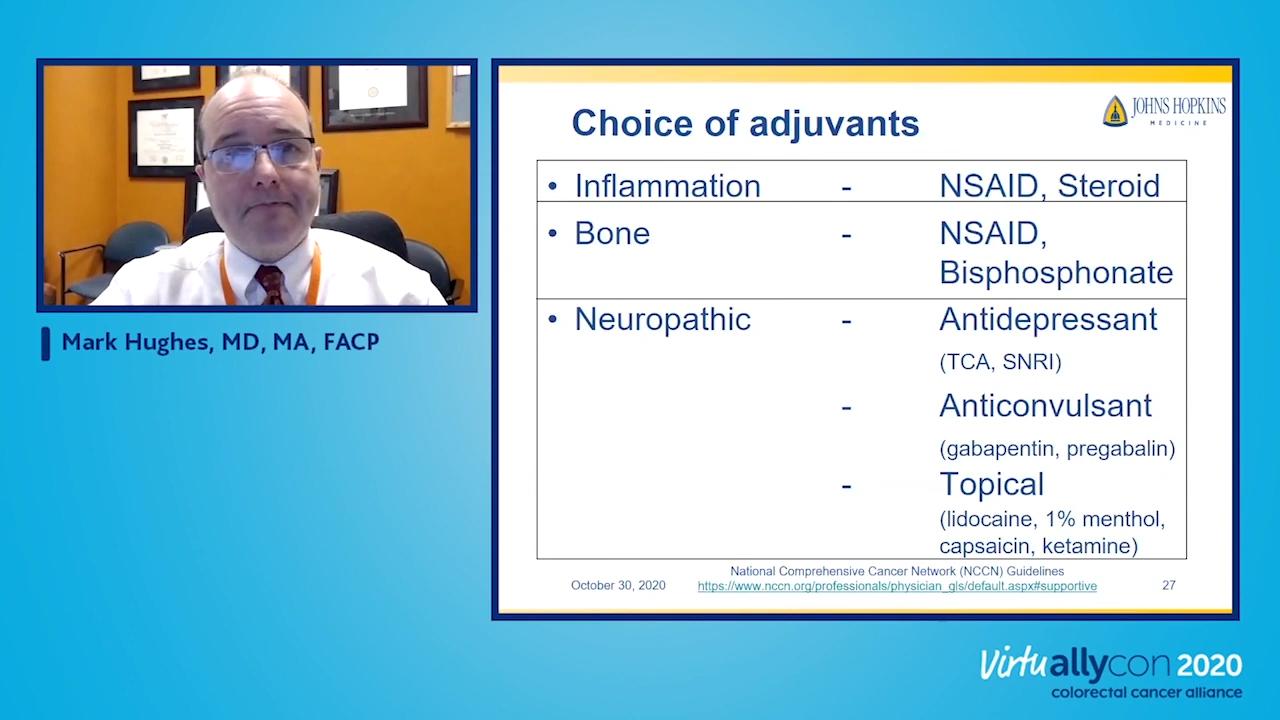 Choice of adjuvants
JOHNS HOPKINS
MEDICINE
• Inflammation - NSAID, Steroid
• Bone - NSAID,
Bisphosphonate
• Neuropathic - Antidepressant
(TCA, SNRI)
- Anticonvulsant
(gabapentin, pregabalin)
- Topical
(lidocaine, 1% menthol,
capsaicin, ketamine)
National Comprehensive Cancer Network (NCCN) Guidelines
October 30, 2020 https://www.nccn.org/professionals/physician_gls/default.aspx#supportive 27
Mark Hughes, MD, MA, FACP
Virtuallycon 2020
colorectal cancer alliance